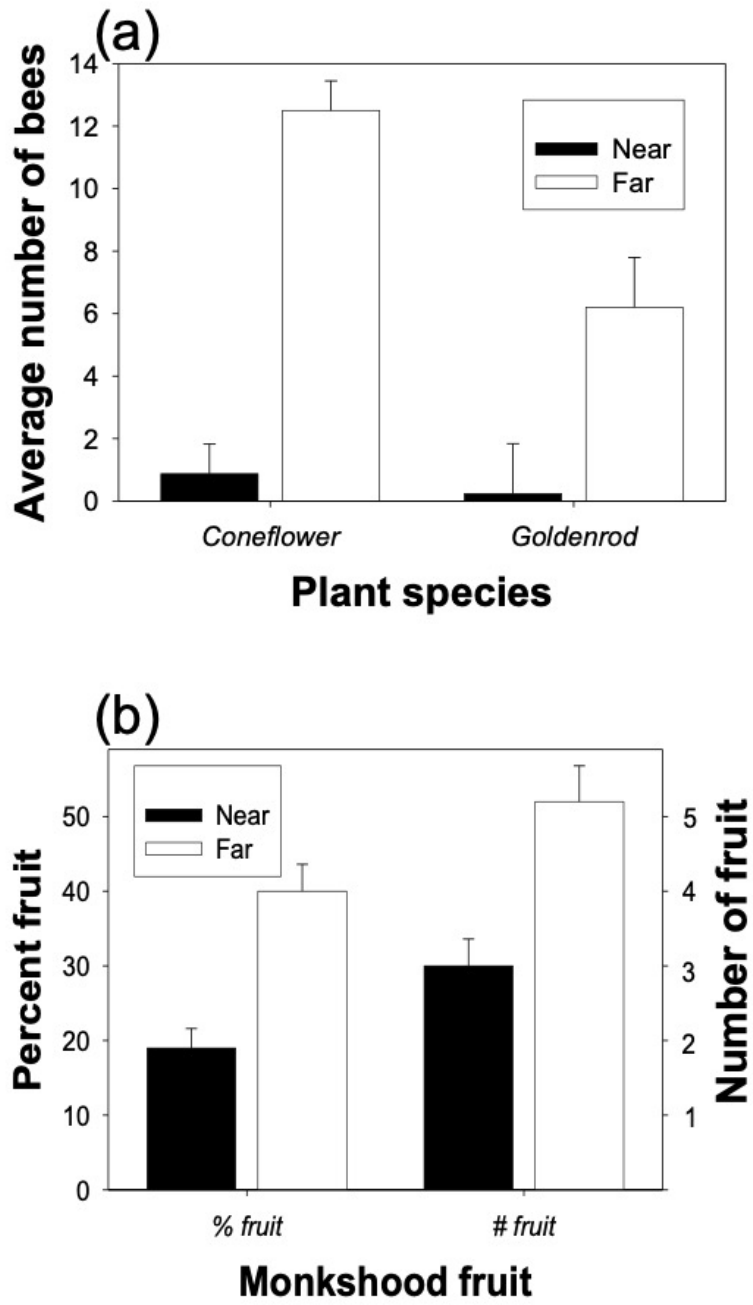 (a)
Average number of bees
14
12
10
8
6
4
2
0
Near
Far
Coneflower
Goldenrod
Plant species
(b)
Percent fruit
50
40
30
20
10
0
Near
Far
5
4
3
2
1
Number of fruit
% fruit
# fruit
Monkshood fruit